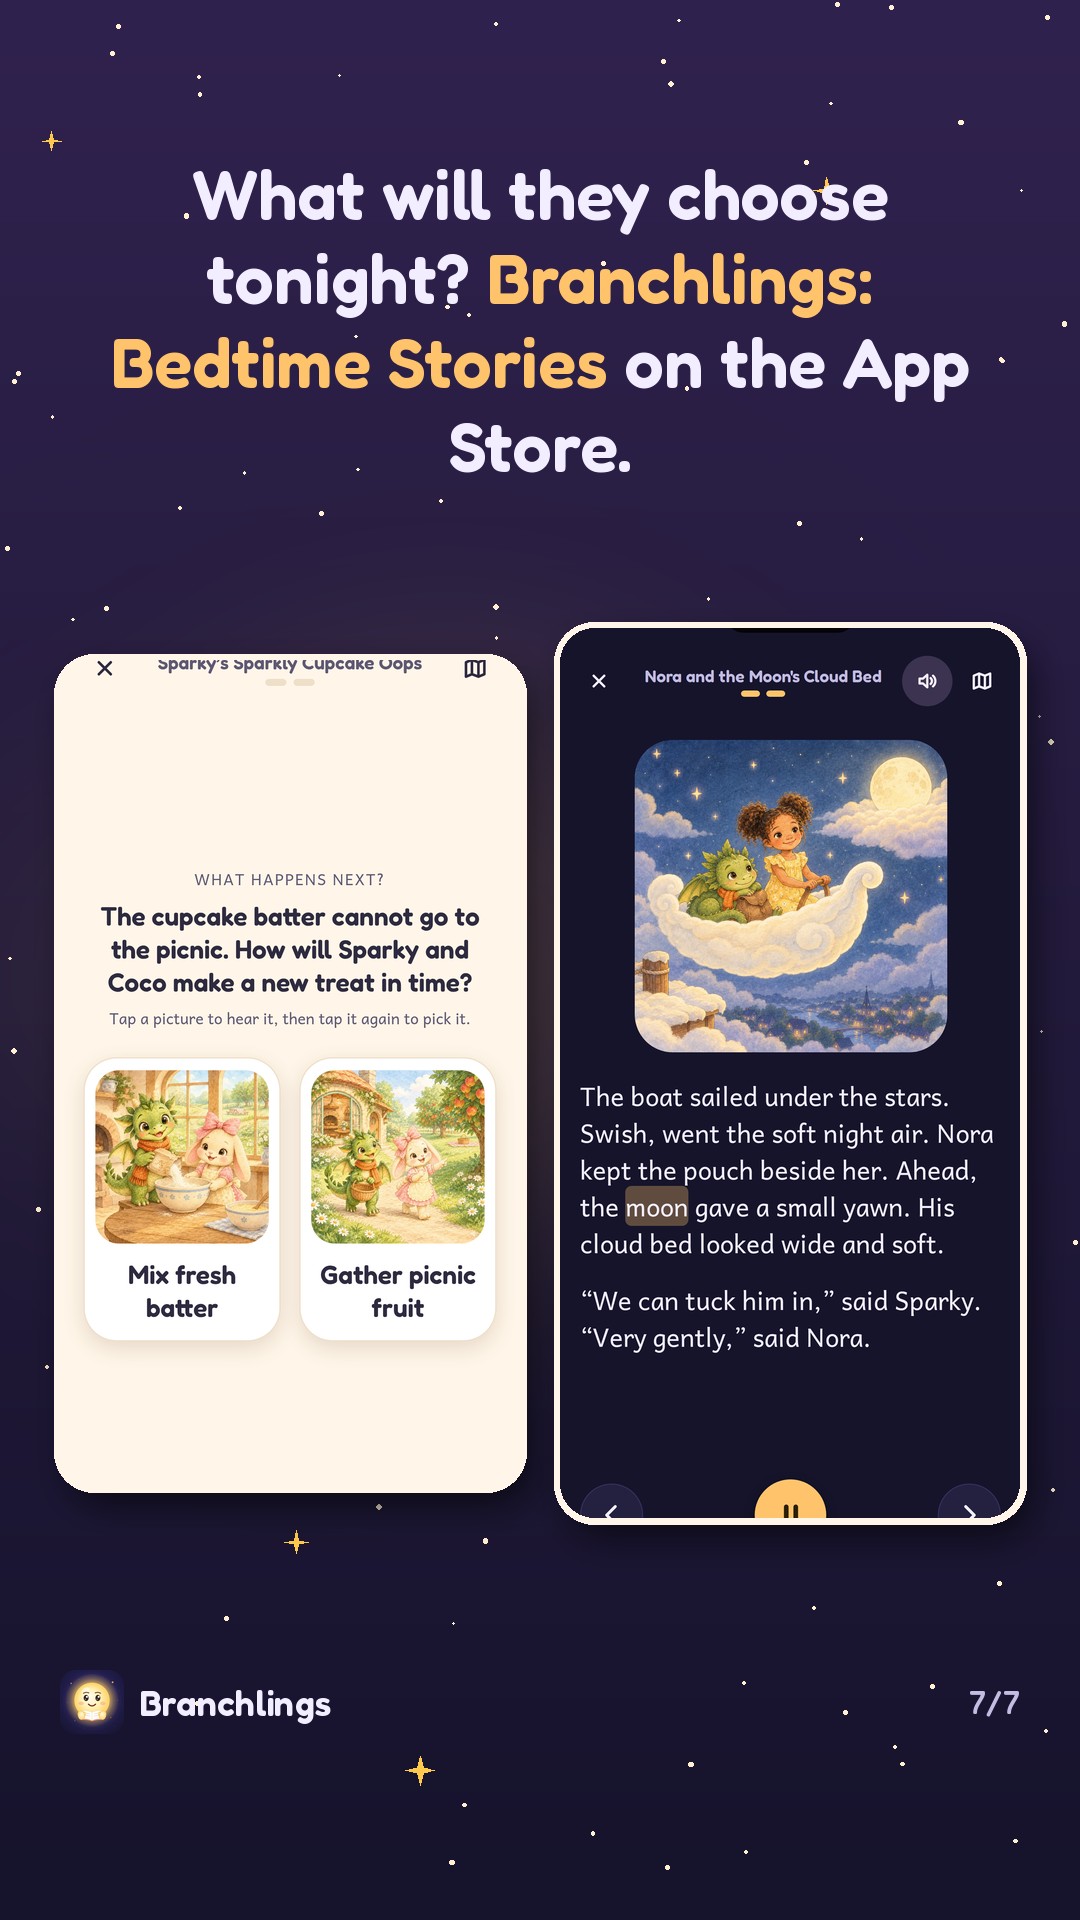 What will they choose
tonight? Branchlings:
Bedtime Stories on the App
Store.
Sparky's Sparkly Cupcake Oops
WHAT HAPPENS NEXT?
The cupcake batter cannot go to
the picnic. How will Sparky and
Coco make a new treat in time?
Tap a picture to hear it, then tap it again to pick it.
Mix fresh
batter
Gather picnic
fruit
Nora and the Moon's Cloud Bed
The boat sailed under the stars.
Swish, went the soft night air. Nora
kept the pouch beside her. Ahead,
the moon gave a small yawn. His
cloud bed looked wide and soft.
“We can tuck him in,” said Sparky.
“Very gently,” said Nora.
Branchlings
7/7